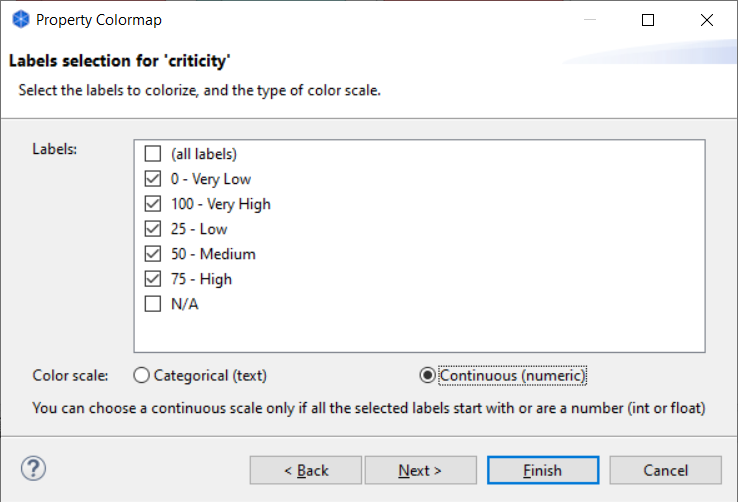 Property Colormap
Labels selection for 'criticity'
Select the labels to colorize, and the type of color scale.
Labels:
(all labels)
0 - Very Low
100 - Very High
25 - Low
50 - Medium
75 - High
N/A
Color scale: Categorical (text) Continuous (numeric)
You can choose a continuous scale only if all the selected labels start with or are a number (int or float)
? < Back Next > Finish Cancel